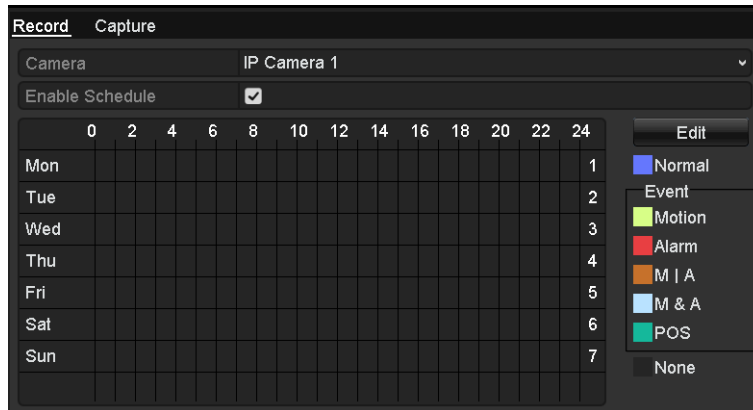 Record Capture
Camera IP Camera 1
Enable Schedule
0 2 4 6 8 10 12 14 16 18 20 22 24
Edit
Mon 1
Normal
Event
Tue 2
Motion
Wed 3
Alarm
Thu 4
M | A
Fri 5
M & A
Sat 6
POS
Sun 7
None